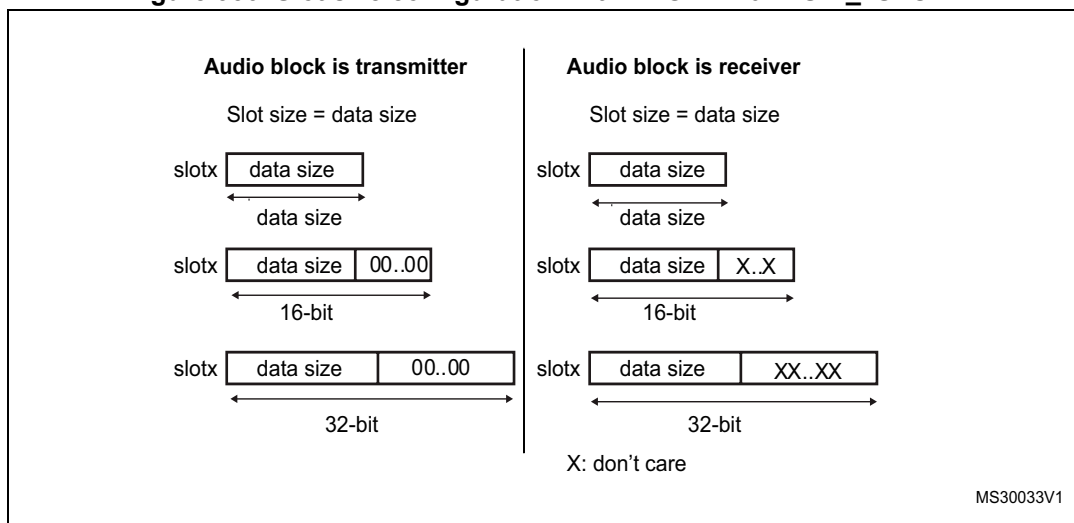 Audio block is transmitter
Slot size = data size
slotx data size
data size
slotx data size 00..00
16-bit
slotx data size 00..00
32-bit
Audio block is receiver
Slot size = data size
slotx data size
data size
slotx data size X..X
16-bit
slotx data size XX..XX
32-bit
X: don't care
MS30033V1